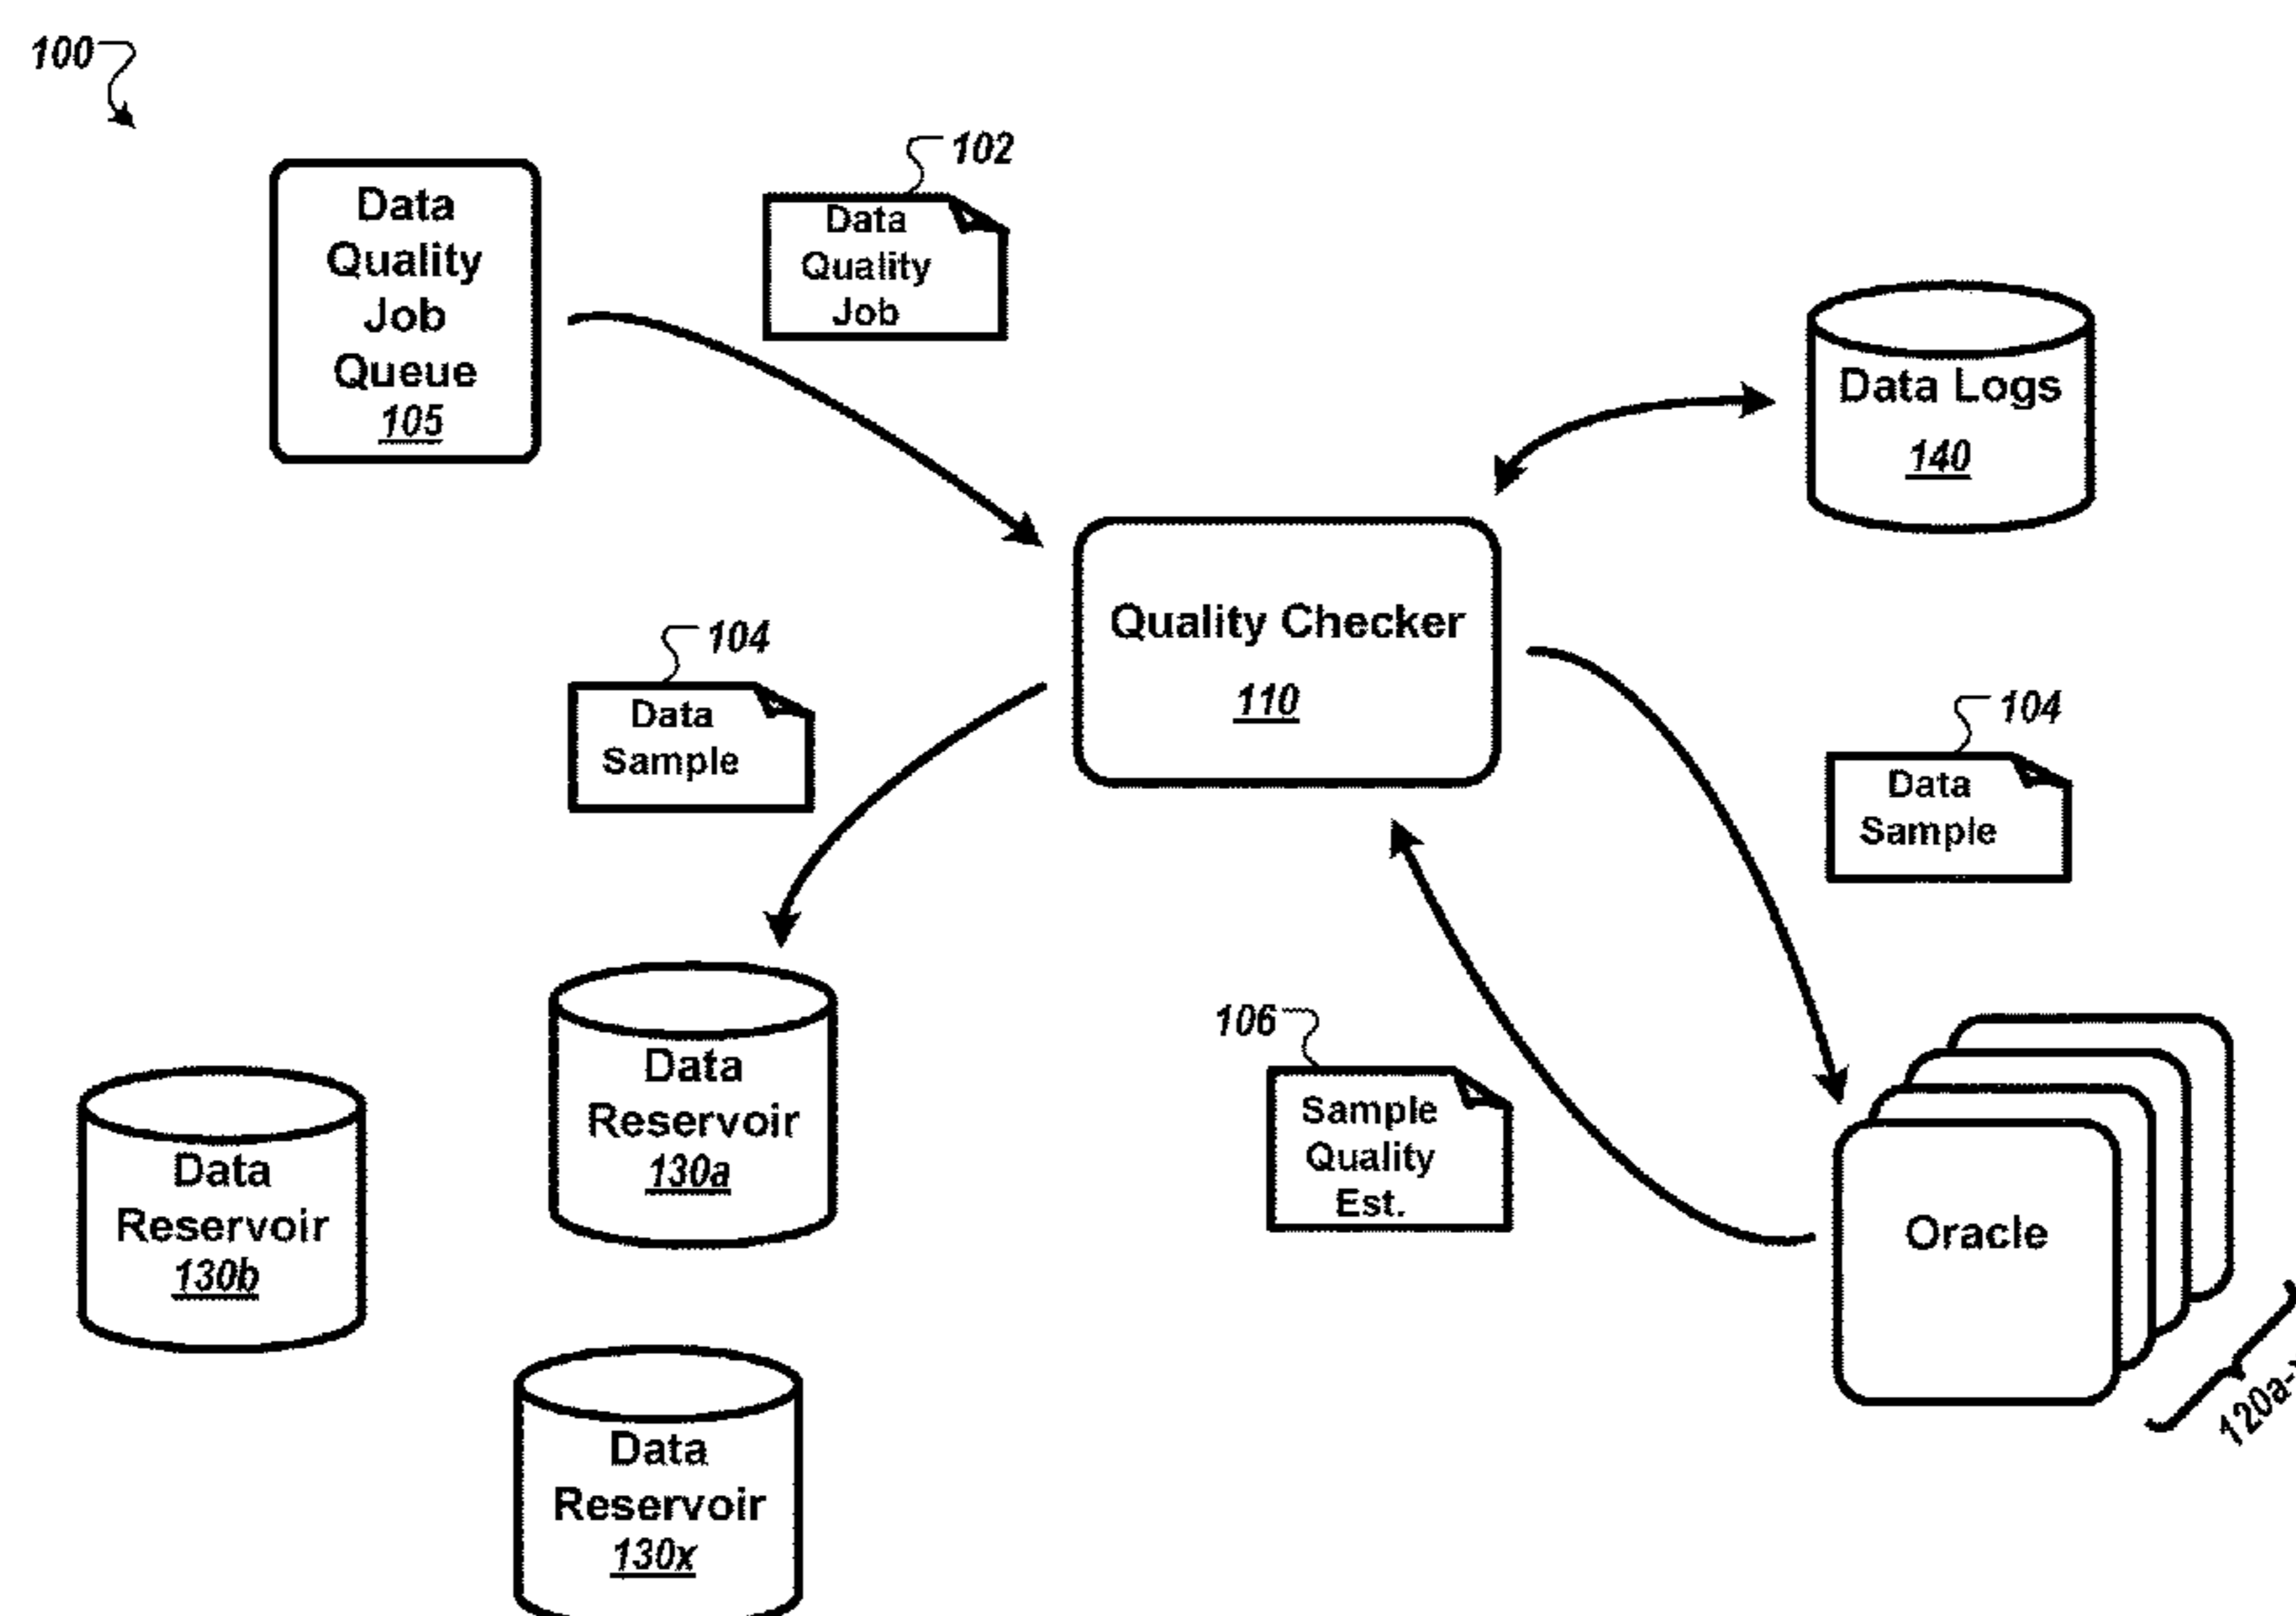 100
102
Data
Quality
Job
Queue
105
Data
Quality
Job
Data Logs
140
Quality Checker
110
104
Data
Sample
104
Data
Sample
106
Sample
Quality
Est.
Data
Reservoir
130a
Data
Reservoir
130b
Oracle
120a-
Data
Reservoir
130x